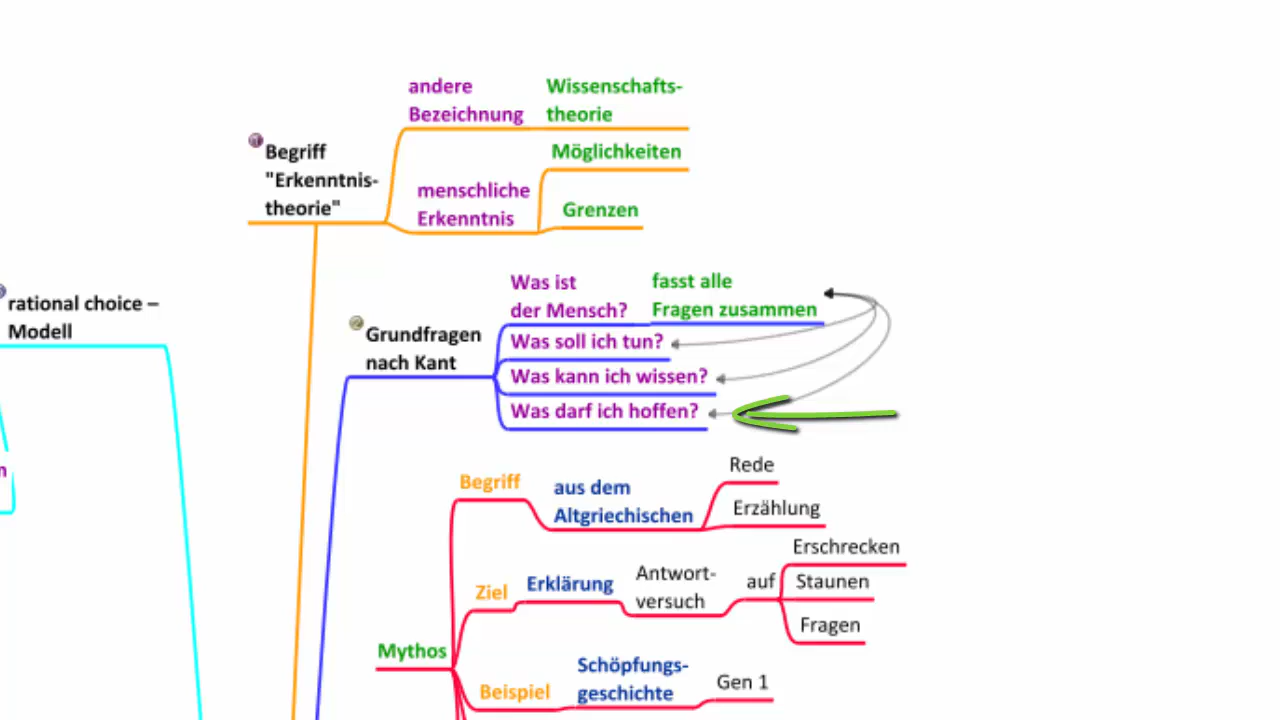 andere
Bezeichnung
Wissenschafts-
theorie
Begriff
"Erkenntnis-
theorie"
Möglichkeiten
menschliche
Erkenntnis
Grenzen
rational choice –
Modell
Grundfragen
nach Kant
Was ist
der Mensch?
fasst alle
Fragen zusammen
Was soll ich tun?
Was kann ich wissen?
Was darf ich hoffen?
Mythos
Begriff
aus dem
Altgriechischen
Rede
Erzählung
Ziel
Erklärung
Antwort-
versuch
auf
Erschrecken
Staunen
Fragen
Beispiel
Schöpfungs-
geschichte
Gen 1